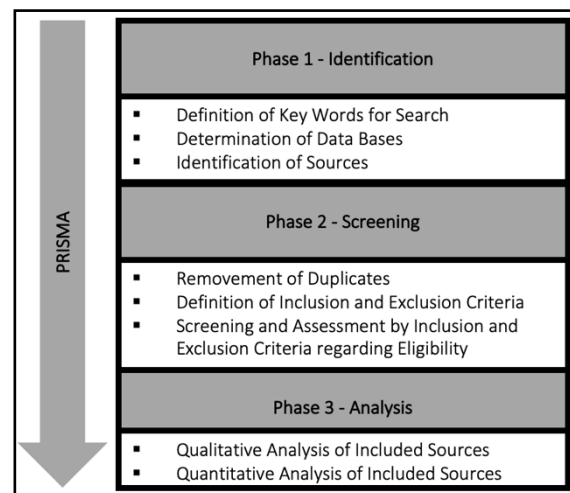 PRISMA
Phase 1 - Identification
▪ Definition of Key Words for Search
▪ Determination of Data Bases
▪ Identification of Sources
Phase 2 - Screening
▪ Removement of Duplicates
▪ Definition of Inclusion and Exclusion Criteria
▪ Screening and Assessment by Inclusion and
Exclusion Criteria regarding Eligibility
Phase 3 - Analysis
▪ Qualitative Analysis of Included Sources
▪ Quantitative Analysis of Included Sources